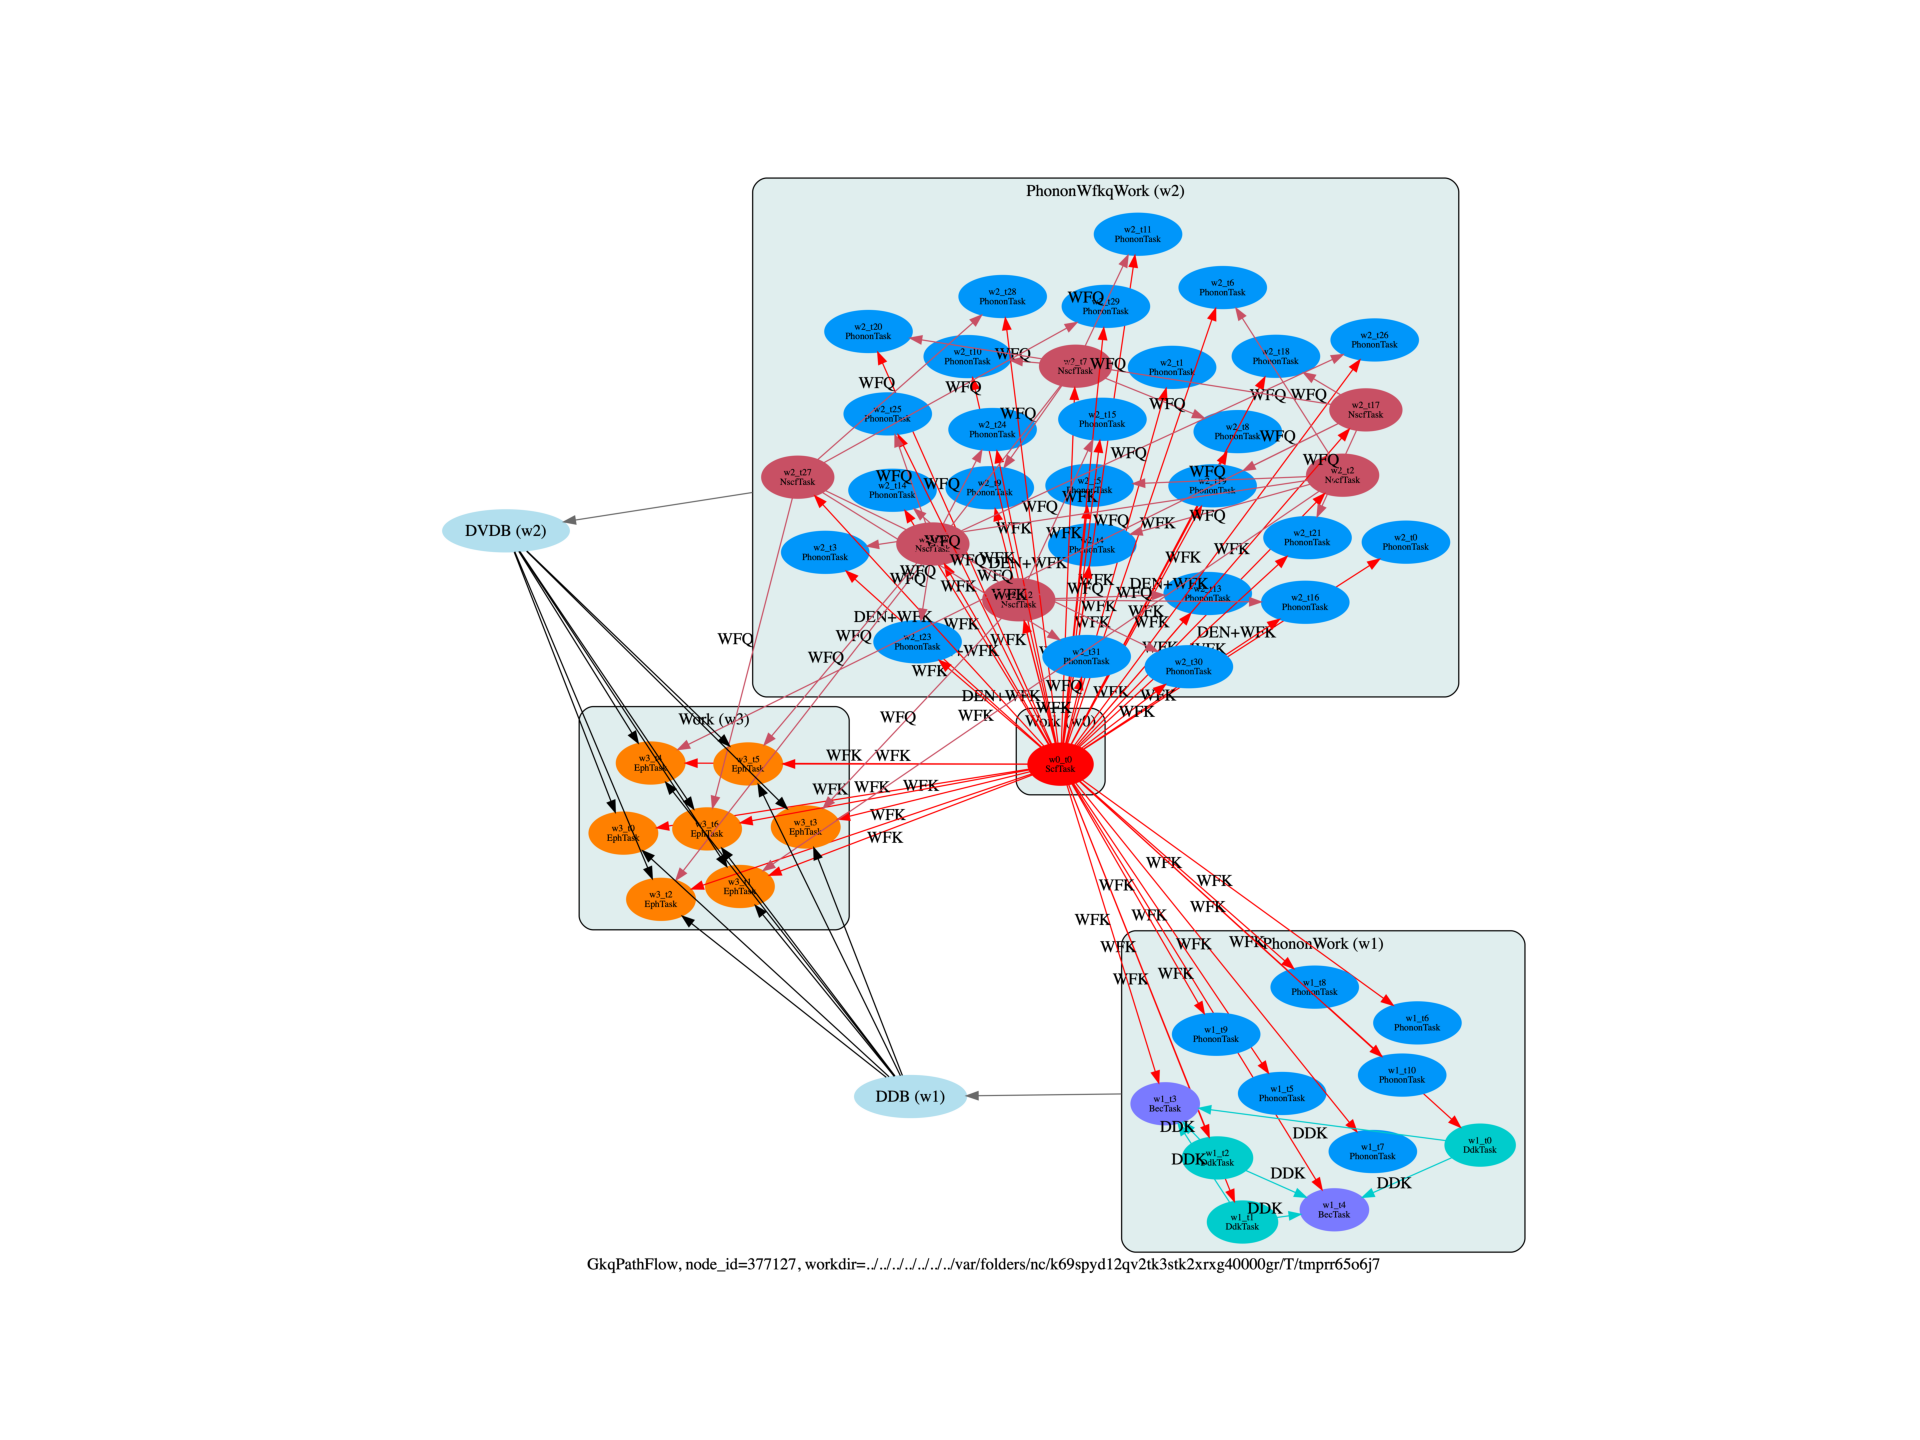 PhononWfkqWork (w2)
w2_t11
PhononTask
w2_t6
PhononTask
w2_t28
PhononTask
WFQ
w2_t29
PhononTask
w2_t20
PhononTask
w2_t26
PhononTask
w2_t10
PhononTask
WFQ
w2_t7
NscfTask
WFQ
w2_t1
PhononTask
w2_t18
PhononTask
WFQ
WFQ
WFQ
WFQ
WFQ
w2_t17
NscfTask
w2_t25
PhononTask
WFQ
w2_t24
PhononTask
w2_t15
PhononTask
w2_t8
PhononTask
WFQ
WFQ
WFQ
w2_t27
NscfTask
WFQ
w2_t14
PhononTask
WFQ
w2_t9
PhononTask
w2_t5
PhononTask
WFK
WFQ
PhononTask
w2_t2
NscfTask
WFQ
WFQ
WFQ
WFK
WFK
WFK
w2_t21
PhononTask
w2_t0
PhononTask
w2_t3
PhononTask
WFQ
NscfTask
w2_t4
PhononTask
WFK
WFK
WFQ
WFK
DEN+WFK
WFQ
WFQ
WFQ
WFK
WFK
WFK
WFQ
WFQ
DEN+WFK
w2_t13
PhononTask
NscfTask
w2_t16
PhononTask
WFK
WFK
DEN+WFK
WFK
WFK
WFK
DEN+WFK
WFQ
w2_t23
PhononTask
WFQ
WFK
-WFK
WFK
WFK
WFQ
WFK
w2_t31
PhononTask
w2_t30
PhononTask
WFQ
DEN+WFK
WFK
WFK
WFK
WFK
WFQ
WFK
Work (w3)
Work (w0)
DVDB (w2)
w3_t4
EphTask
w3_t5
EphTask
WFK
WFK
w0_t0
ScfTask
WFK
WFK
WFK
w3_t0
EphTask
w3_t6
EphTask
w3_t3
EphTask
WFK
WFK
w3_t2
EphTask
w3_t1
EphTask
WFK
WFK
WFK
WFK
WFK
WFK
WFK
WFK
WFK
WFK
WFK
PhononWork (w1)
w1_t8
PhononTask
w1_t6
PhononTask
w1_t9
PhononTask
w1_t10
PhononTask
DDB (w1)
w1_t3
BecTask
w1_t5
PhononTask
DDK
DDK
w1_t0
DdkTask
w1_t7
PhononTask
DDK
w1_t2
DdkTask
DDK
DDK
DDK
w1_t1
DdkTask
w1_t4
BecTask
GkqPathFlow, node_id=377127, workdir=../../../../../../../var/folders/nc/k69spyd12qv2tk3stk2xrxg40000gr/T/tmprr65o6j7